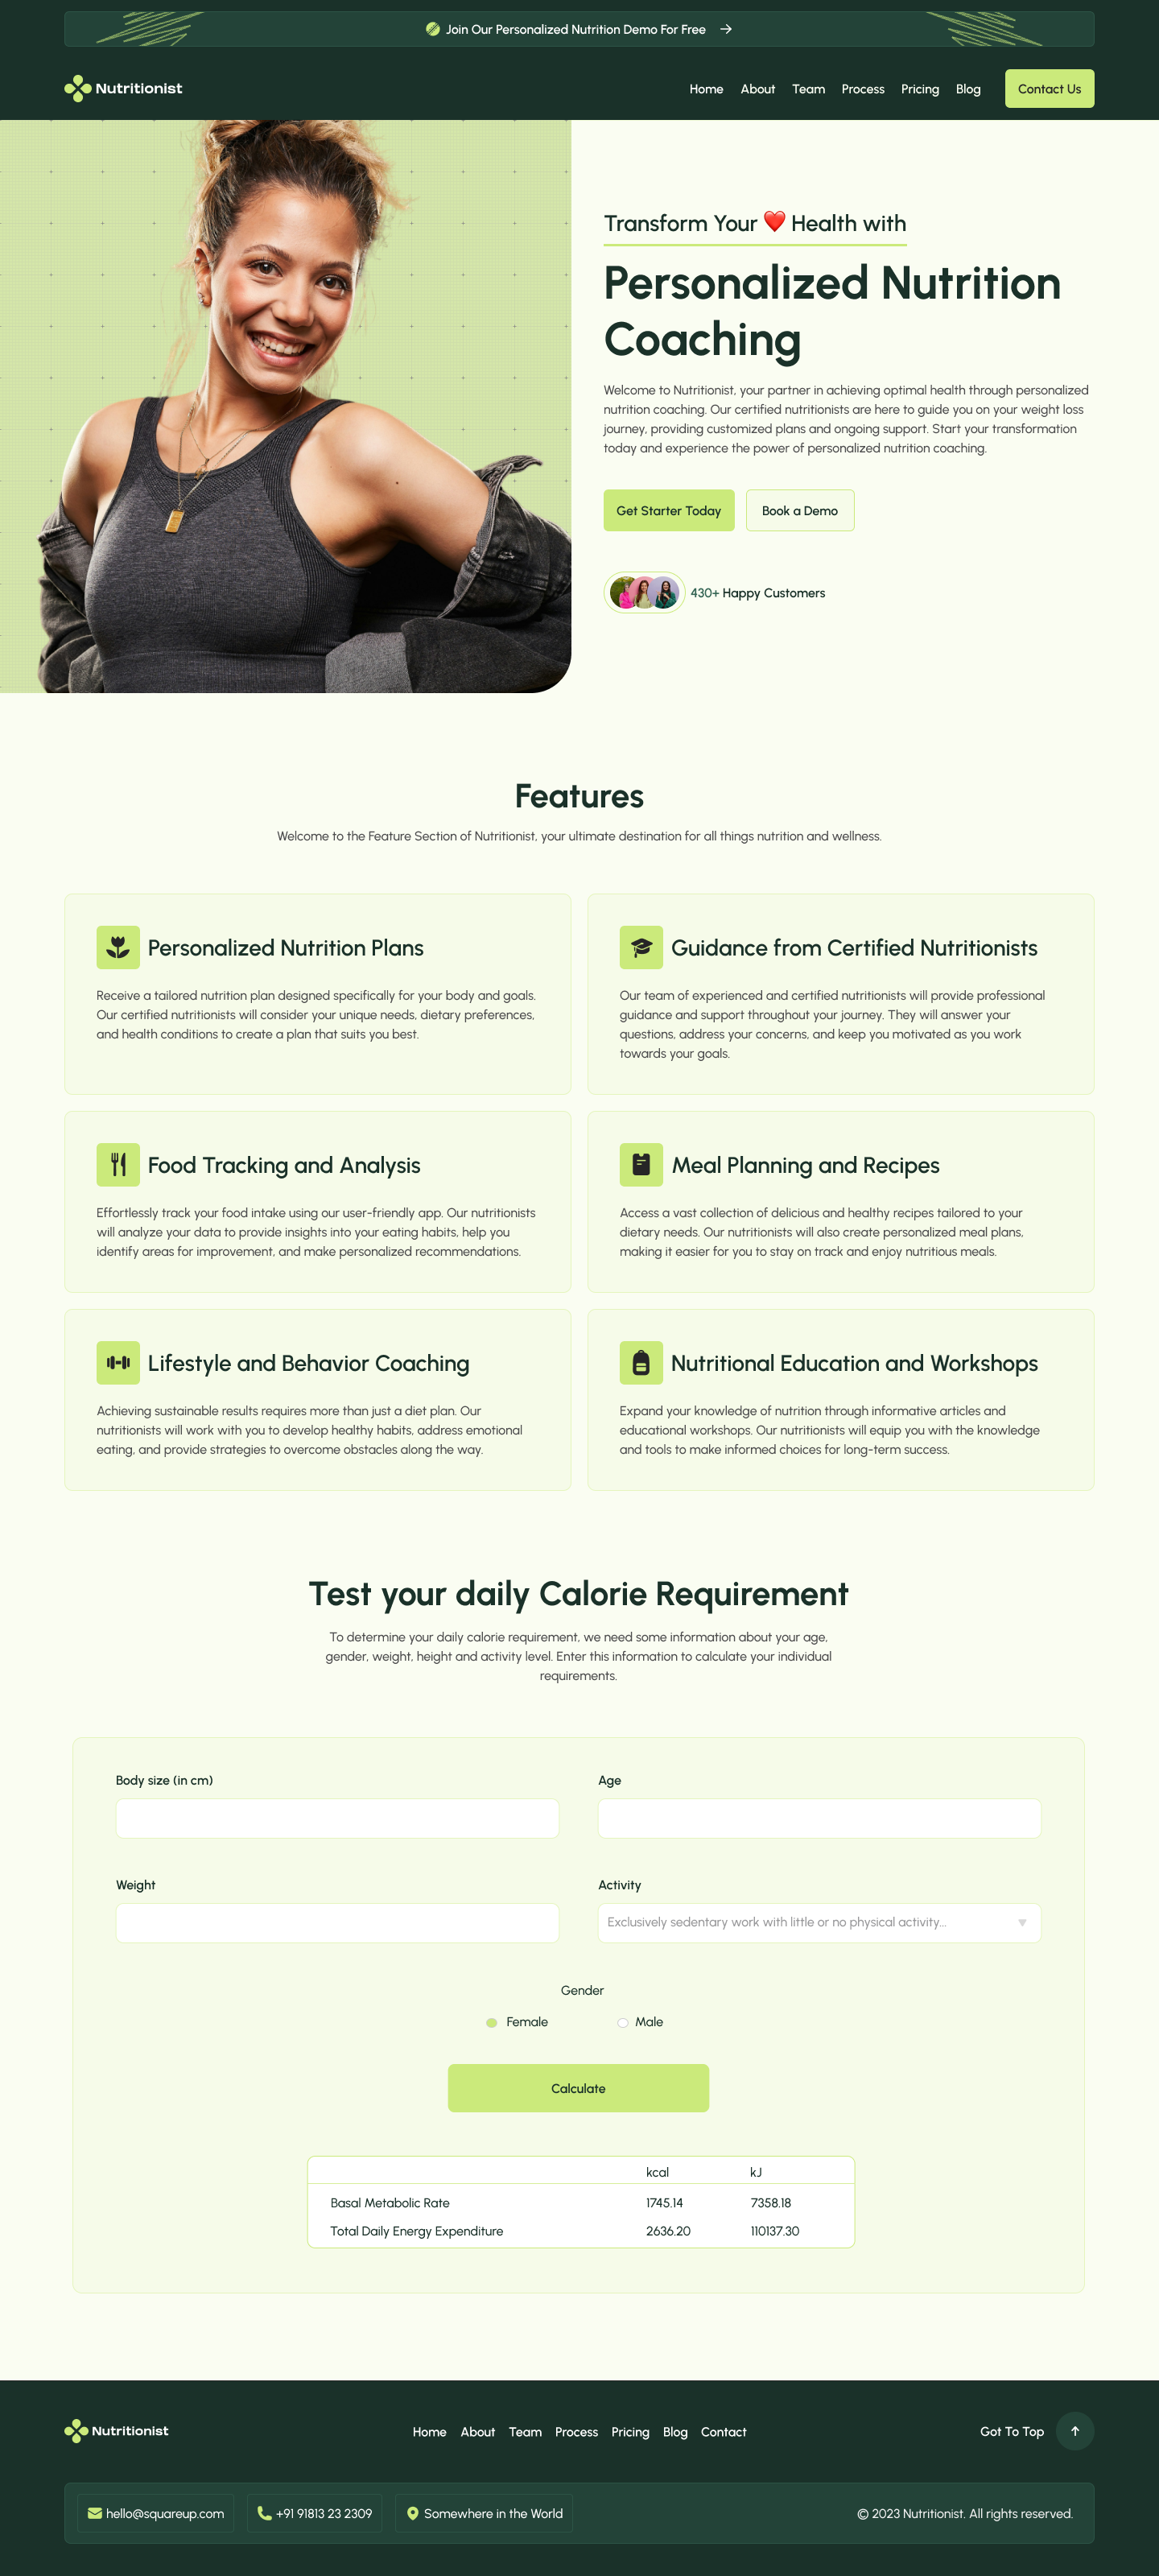 Join Our Personalized Nutrition Demo For Free
Nutritionist
Home About Team Process Pricing Blog Contact Us
Transform Your ❤️ Health with
Personalized Nutrition
Coaching
Welcome to Nutritionist, your partner in achieving optimal health through personalized
nutrition coaching. Our certified nutritionists are here to guide you on your weight loss
journey, providing customized plans and ongoing support. Start your transformation
today and experience the power of personalized nutrition coaching.
Get Starter Today Book a Demo
430+ Happy Customers
Features
Welcome to the Feature Section of Nutritionist, your ultimate destination for all things nutrition and wellness.
Personalized Nutrition Plans
Receive a tailored nutrition plan designed specifically for your body and goals.
Our certified nutritionists will consider your unique needs, dietary preferences,
and health conditions to create a plan that suits you best.
Guidance from Certified Nutritionists
Our team of experienced and certified nutritionists will provide professional
guidance and support throughout your journey. They will answer your
questions, address your concerns, and keep you motivated as you work
towards your goals.
Food Tracking and Analysis
Effortlessly track your food intake using our user-friendly app. Our nutritionists
will analyze your data to provide insights into your eating habits, help you
identify areas for improvement, and make personalized recommendations.
Meal Planning and Recipes
Access a vast collection of delicious and healthy recipes tailored to your
dietary needs. Our nutritionists will also create personalized meal plans,
making it easier for you to stay on track and enjoy nutritious meals.
Lifestyle and Behavior Coaching
Achieving sustainable results requires more than just a diet plan. Our
nutritionists will work with you to develop healthy habits, address emotional
eating, and provide strategies to overcome obstacles along the way.
Nutritional Education and Workshops
Expand your knowledge of nutrition through informative articles and
educational workshops. Our nutritionists will equip you with the knowledge
and tools to make informed choices for long-term success.
Test your daily Calorie Requirement
To determine your daily calorie requirement, we need some information about your age,
gender, weight, height and activity level. Enter this information to calculate your individual
requirements.
Body size (in cm)
Age
Weight
Activity
Exclusively sedentary work with little or no physical activity...
Gender
Female Male
Calculate
kcal kJ
Basal Metabolic Rate 1745.14 7358.18
Total Daily Energy Expenditure 2636.20 110137.30
Nutritionist
Home About Team Process Pricing Blog Contact
Got To Top
hello@squareup.com
+91 91813 23 2309
Somewhere in the World
© 2023 Nutritionist. All rights reserved.